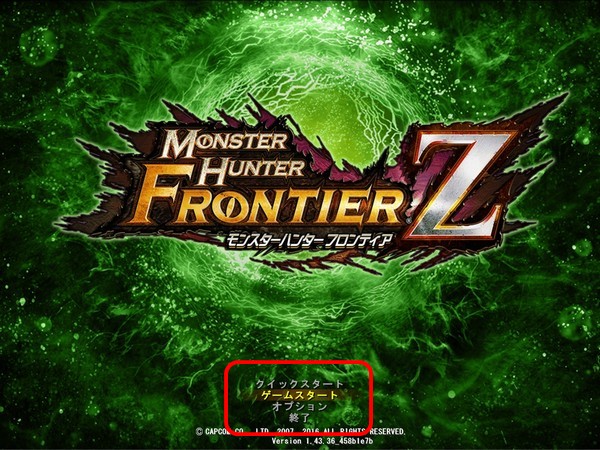 MONSTER
HUNTER
FRONTIER Z
モンスターハンター フロンティア
クイックスタート
ゲームスタート
オプション
終了
© CAPCOM CO., LTD. 2007, 2016 ALL RIGHTS RESERVED.
Version 1.43.36_458b1e7b